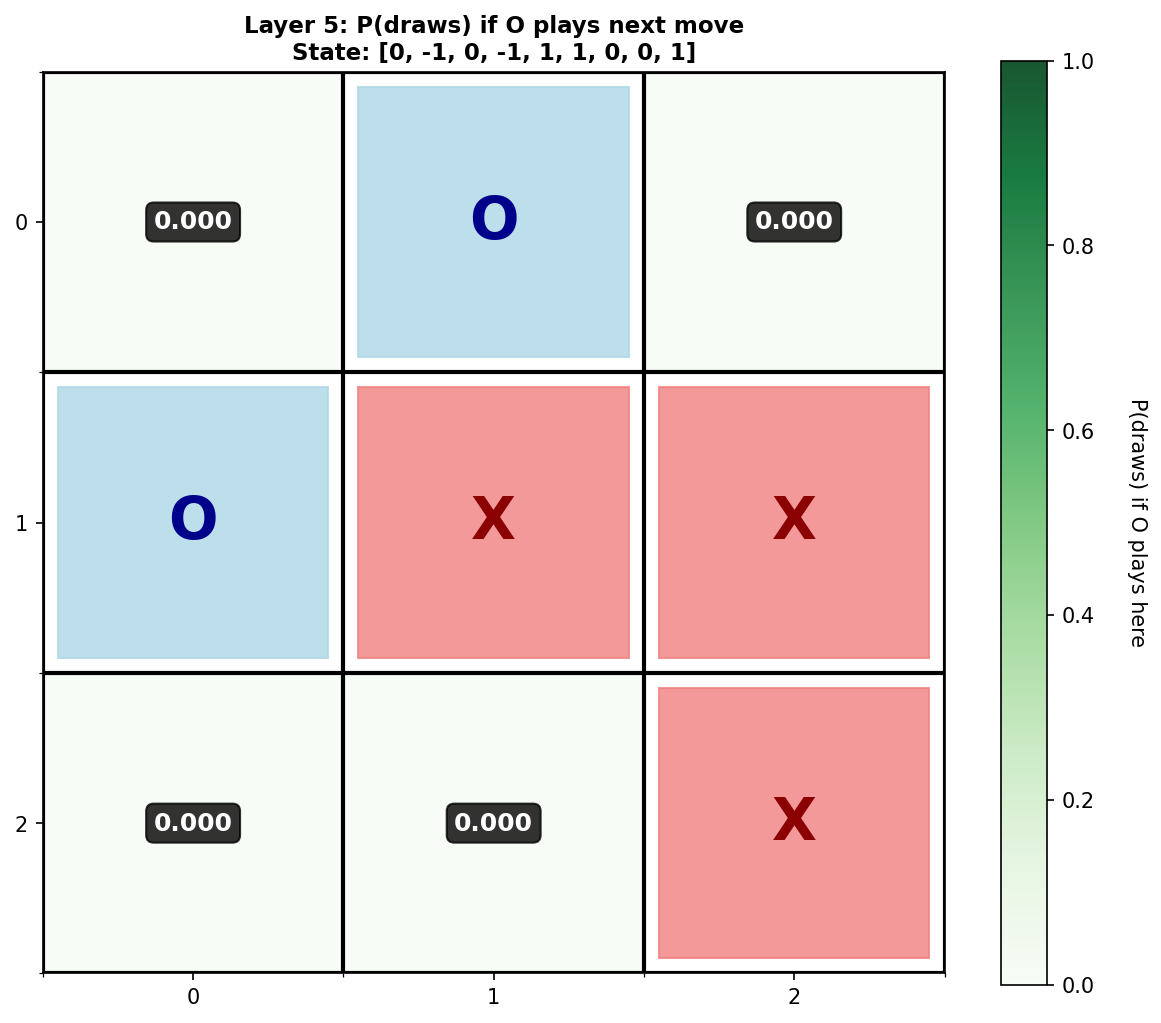 Layer 5: P(draws) if O plays next move
State: [0, -1, 0, -1, 1, 1, 0, 0, 1]
0
0.000
O
0.000
1
O
X
X
2
0.000
0.000
X
0
1
2
1.0
0.8
0.6
0.4
0.2
0.0
P(draws) if O plays here